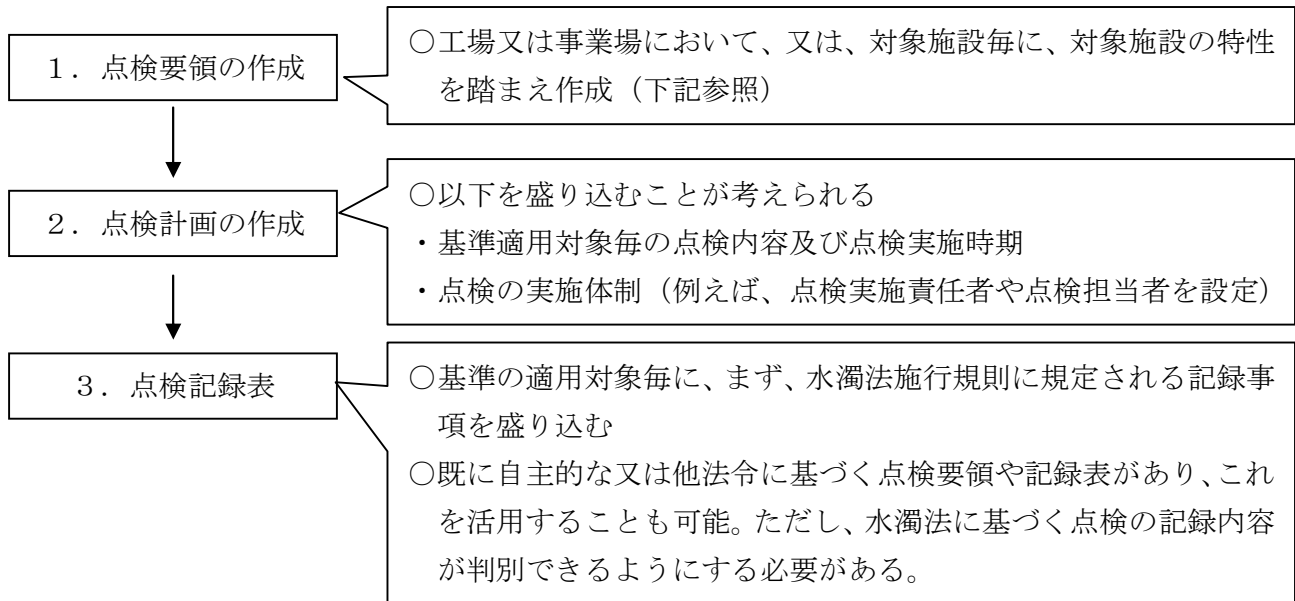 １．点検要領の作成
○工場又は事業場において、又は、対象施設毎に、対象施設の特性
を踏まえ作成（下記参照）
２．点検計画の作成
○以下を盛り込むことが考えられる
・基準適用対象毎の点検内容及び点検実施時期
・点検の実施体制（例えば、点検実施責任者や点検担当者を設定）
３．点検記録表
○基準の適用対象毎に、まず、水濁法施行規則に規定される記録事
項を盛り込む
○既に自主的な又は他法令に基づく点検要領や記録表があり、これ
を活用することも可能。ただし、水濁法に基づく点検の記録内容
が判別できるようにする必要がある。